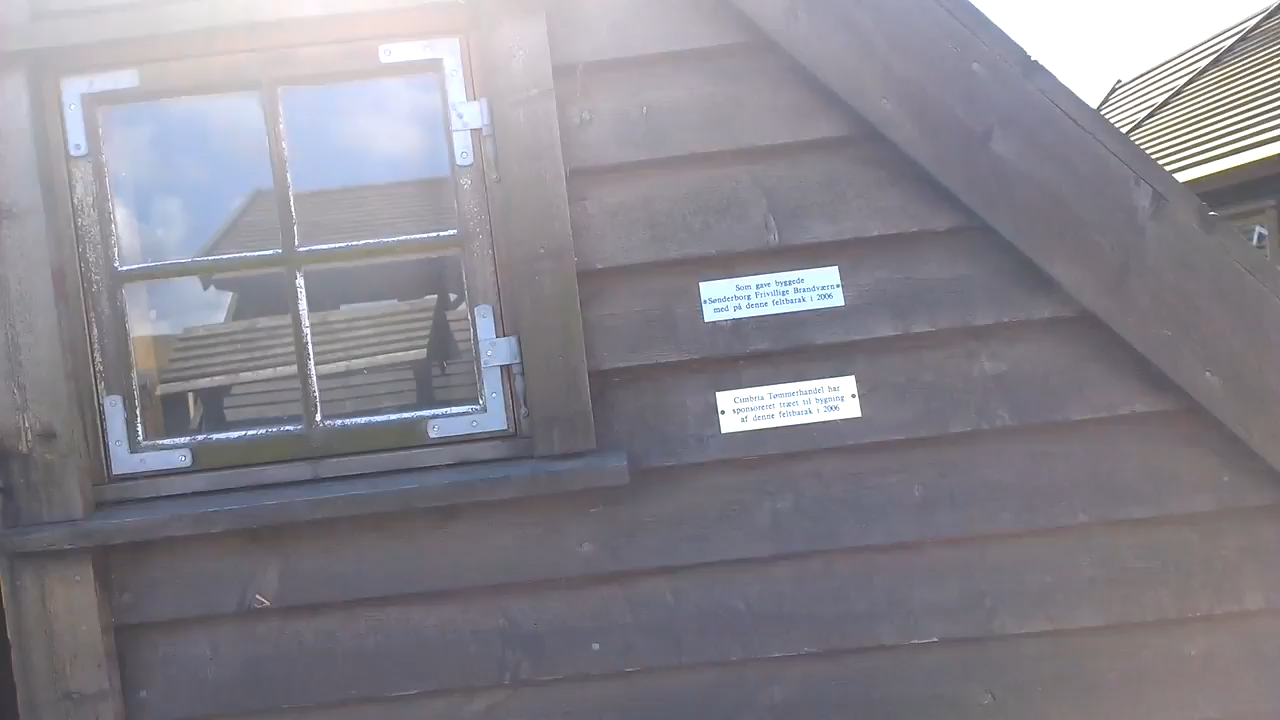 Som gave byggede
Sønderborg Frivillige Brandværn
med på denne feltbarak i 2006
Cimbria Tømmerhandel har
sponsoreret træet til bygning
af denne feltbarak i 2006